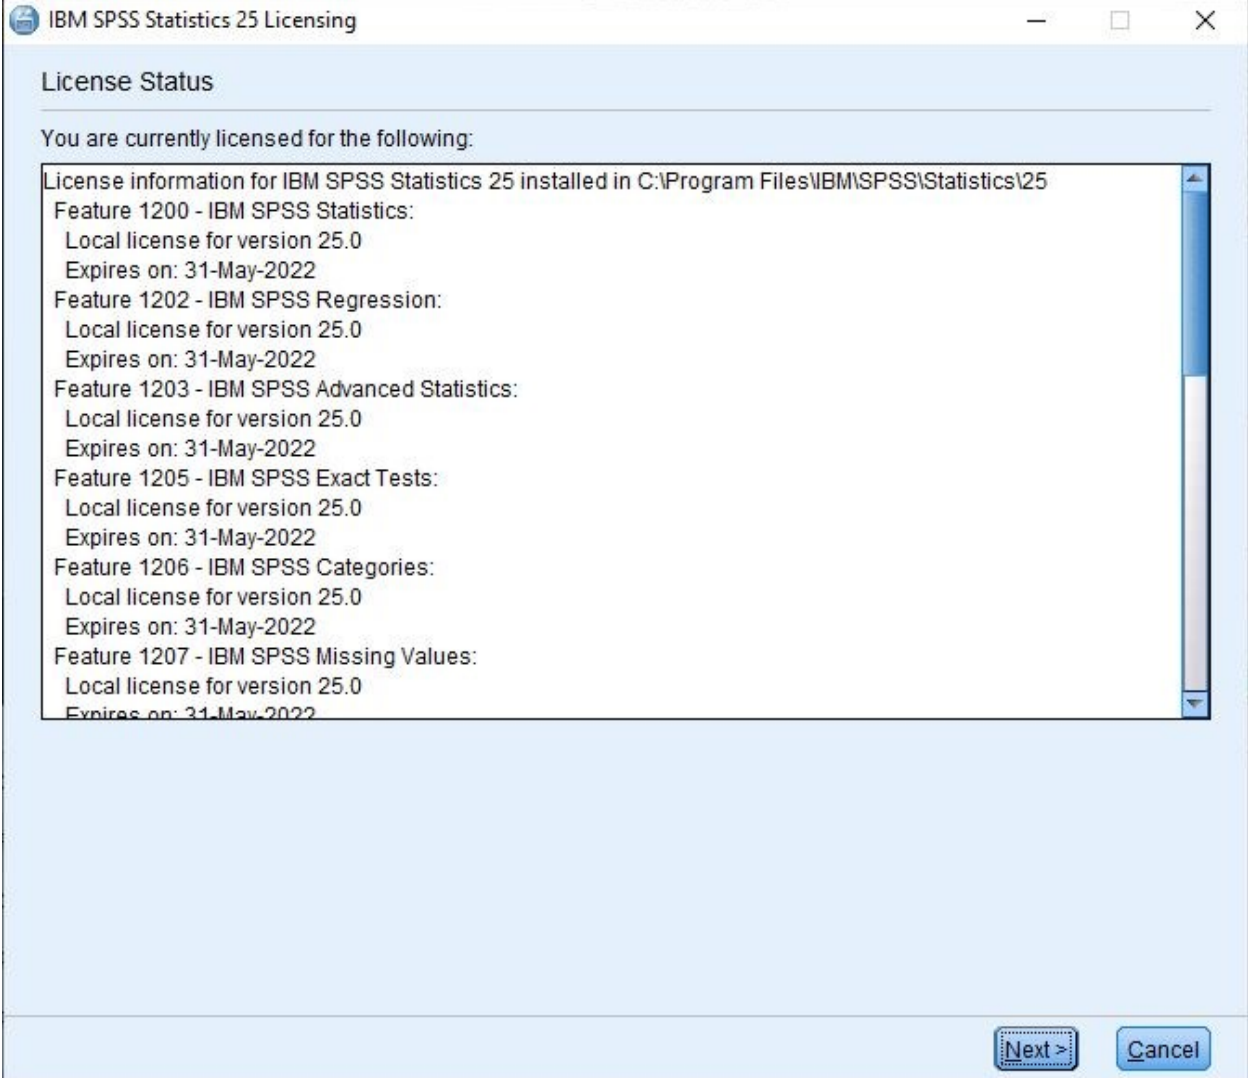 IBM SPSS Statistics 25 Licensing
License Status
You are currently licensed for the following:
License information for IBM SPSS Statistics 25 installed in C:\Program Files\IBM\SPSS\Statistics\25
Feature 1200 - IBM SPSS Statistics:
Local license for version 25.0
Expires on: 31-May-2022
Feature 1202 - IBM SPSS Regression:
Local license for version 25.0
Expires on: 31-May-2022
Feature 1203 - IBM SPSS Advanced Statistics:
Local license for version 25.0
Expires on: 31-May-2022
Feature 1205 - IBM SPSS Exact Tests:
Local license for version 25.0
Expires on: 31-May-2022
Feature 1206 - IBM SPSS Categories:
Local license for version 25.0
Expires on: 31-May-2022
Feature 1207 - IBM SPSS Missing Values:
Local license for version 25.0
Expires on: 31-May-2022
Next >
Cancel